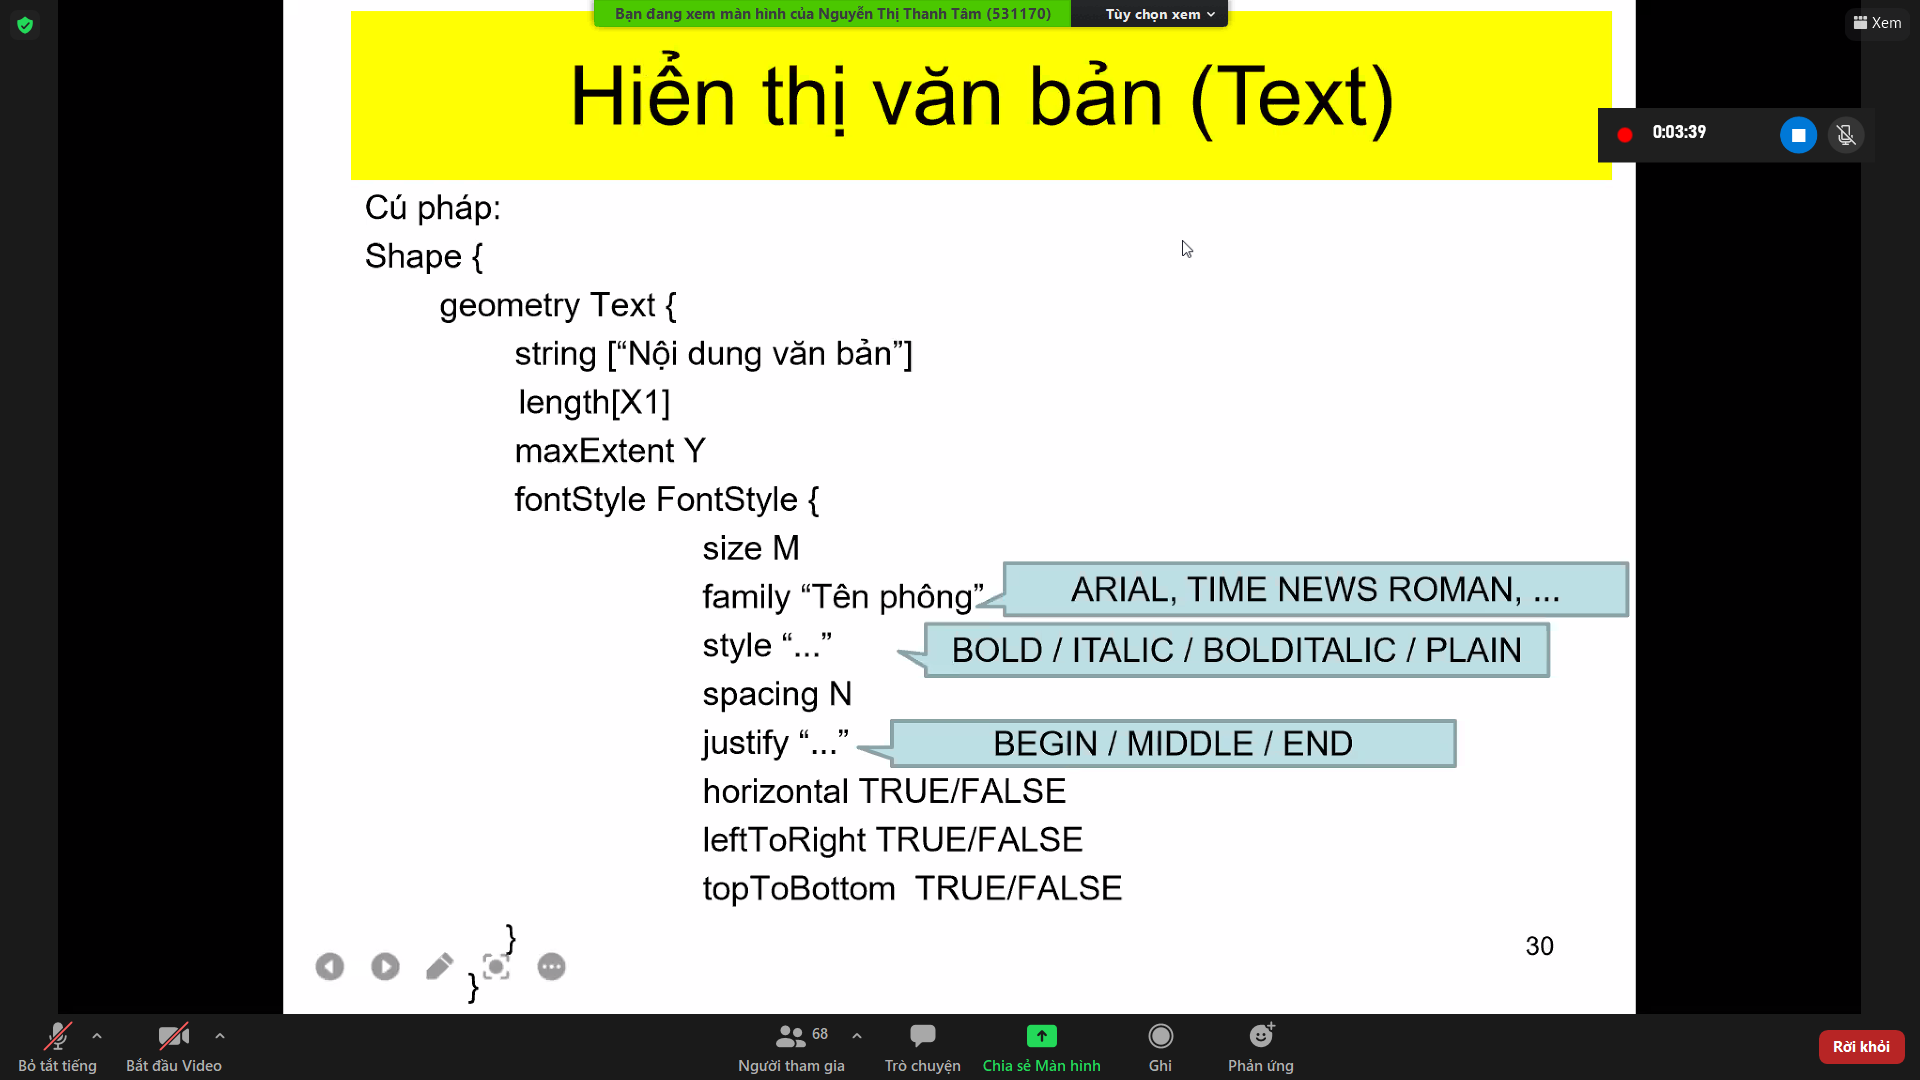 Bạn đang xem màn hình của Nguyễn Thị Thanh Tâm (531170) Tùy chọn xem
Xem
Hiển thị văn bản (Text)
0:03:39
Cú pháp:
Shape {
geometry Text {
string [“Nội dung văn bản”]
length[X1]
maxExtent Y
fontStyle FontStyle {
size M
family “Tên phông” ARIAL, TIME NEWS ROMAN, ...
style “...” BOLD / ITALIC / BOLDITALIC / PLAIN
spacing N
justify “...” BEGIN / MIDDLE / END
horizontal TRUE/FALSE
leftToRight TRUE/FALSE
topToBottom TRUE/FALSE
}
30
}
68
Bỏ tắt tiếng Bắt đầu Video Người tham gia Trò chuyện Chia sẻ Màn hình Ghi Phản ứng Rời khỏi